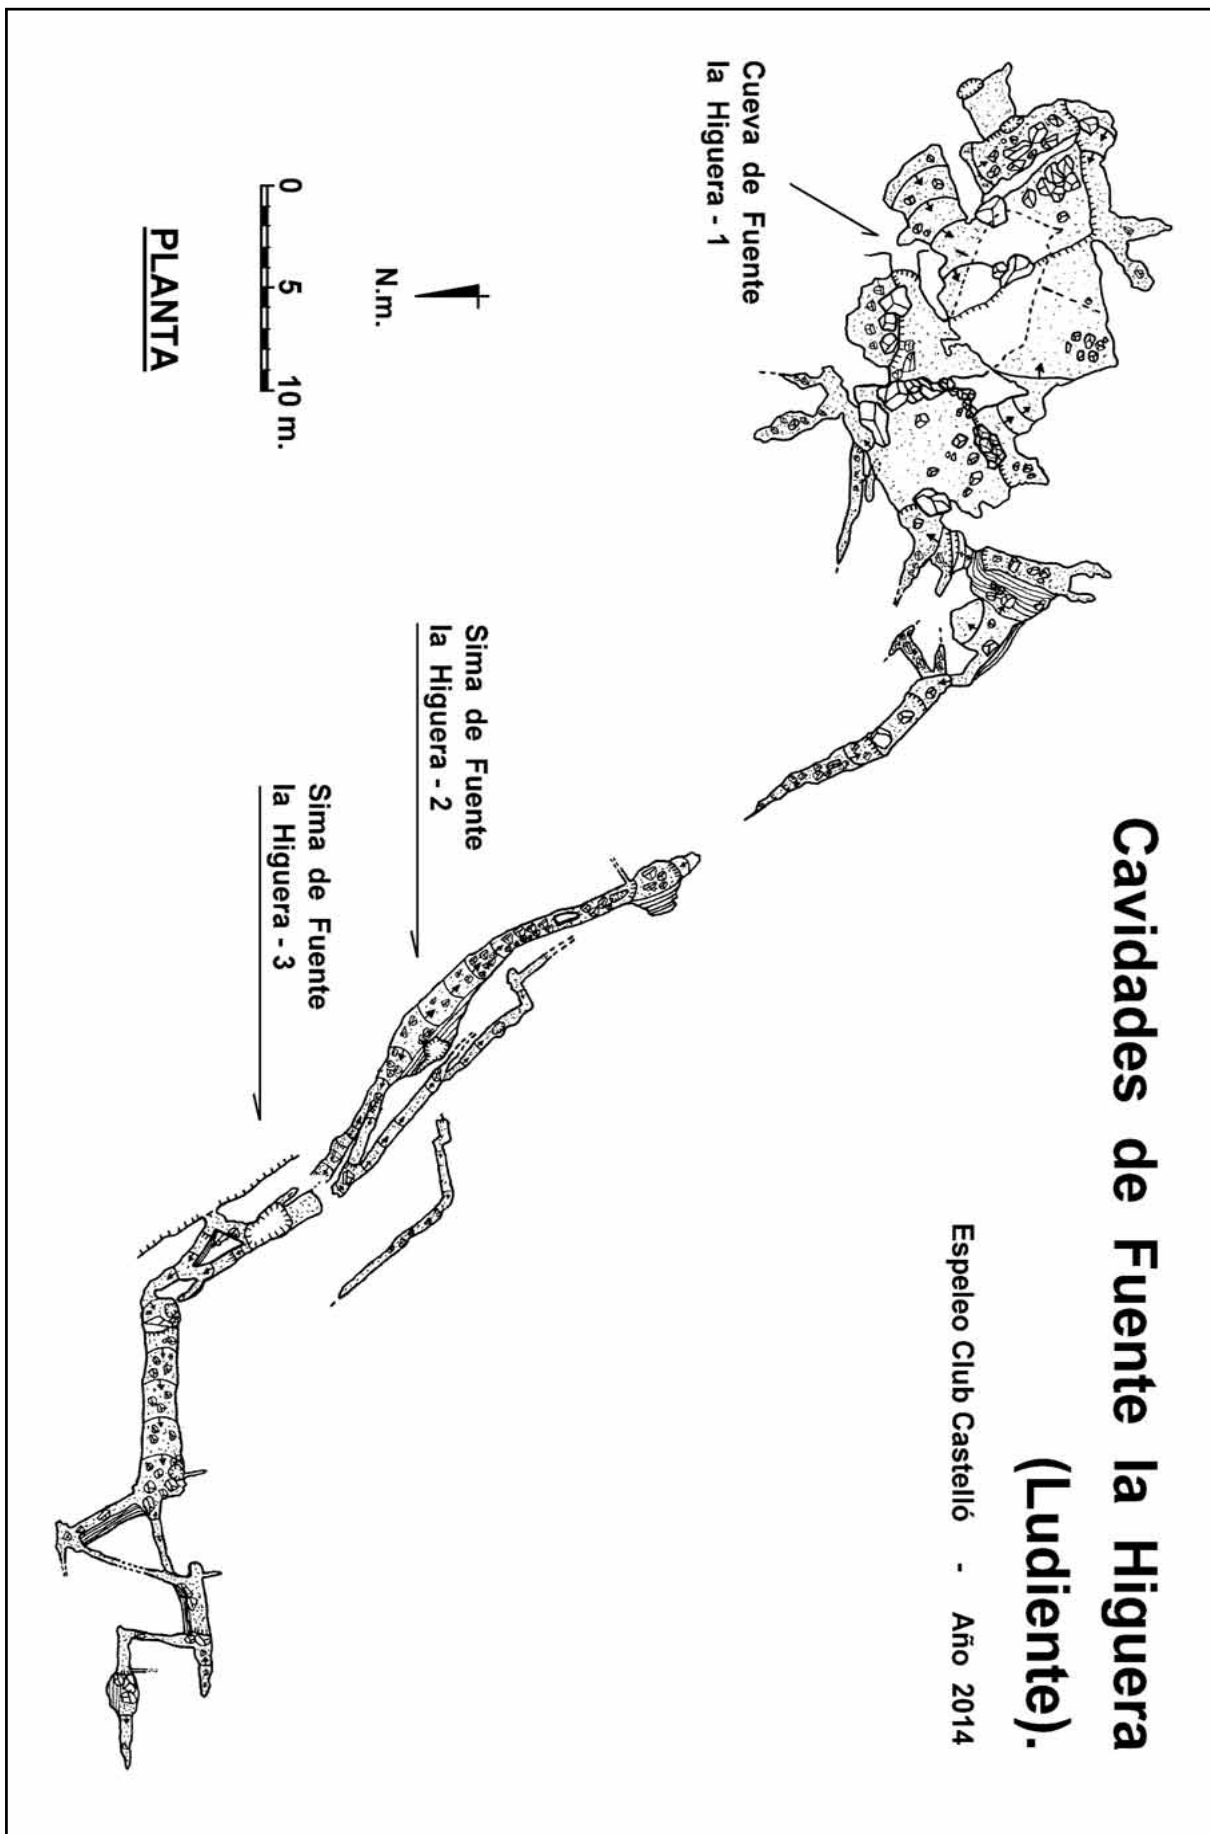 Cavidades de Fuente la Higuera
(Ludiente).
Espeleo Club Castelló - Año 2014
Cueva de Fuente
la Higuera - 1
Sima de Fuente
la Higuera - 2
Sima de Fuente
la Higuera - 3
N.m.
0 5 10 m.
PLANTA